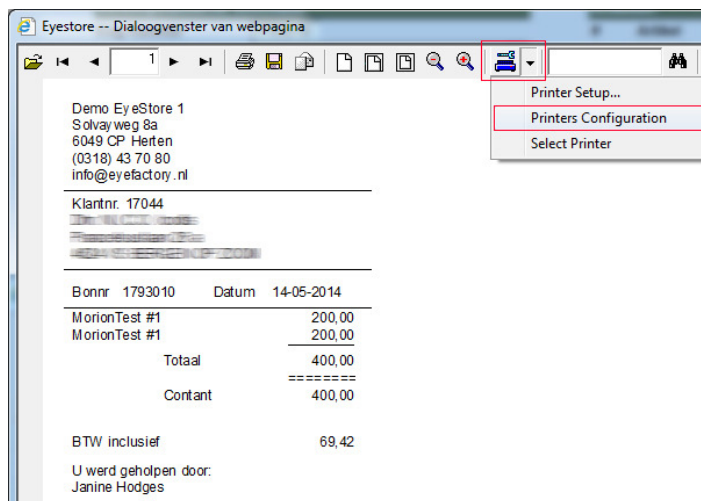 Eyestore -- Dialoogvenster van webpagina
1
Printer Setup...
Printers Configuration
Select Printer
Demo EyeStore 1
Solvayweg 8a
6049 CP Herten
(0318) 43 70 80
info@eyefactory.nl
Klantnr. 17044
Bonnr 1793010 Datum 14-05-2014
MorionTest #1 200,00
MorionTest #1 200,00
Totaal 400,00
========
Contant 400,00
BTW inclusief 69,42
U werd geholpen door:
Janine Hodges